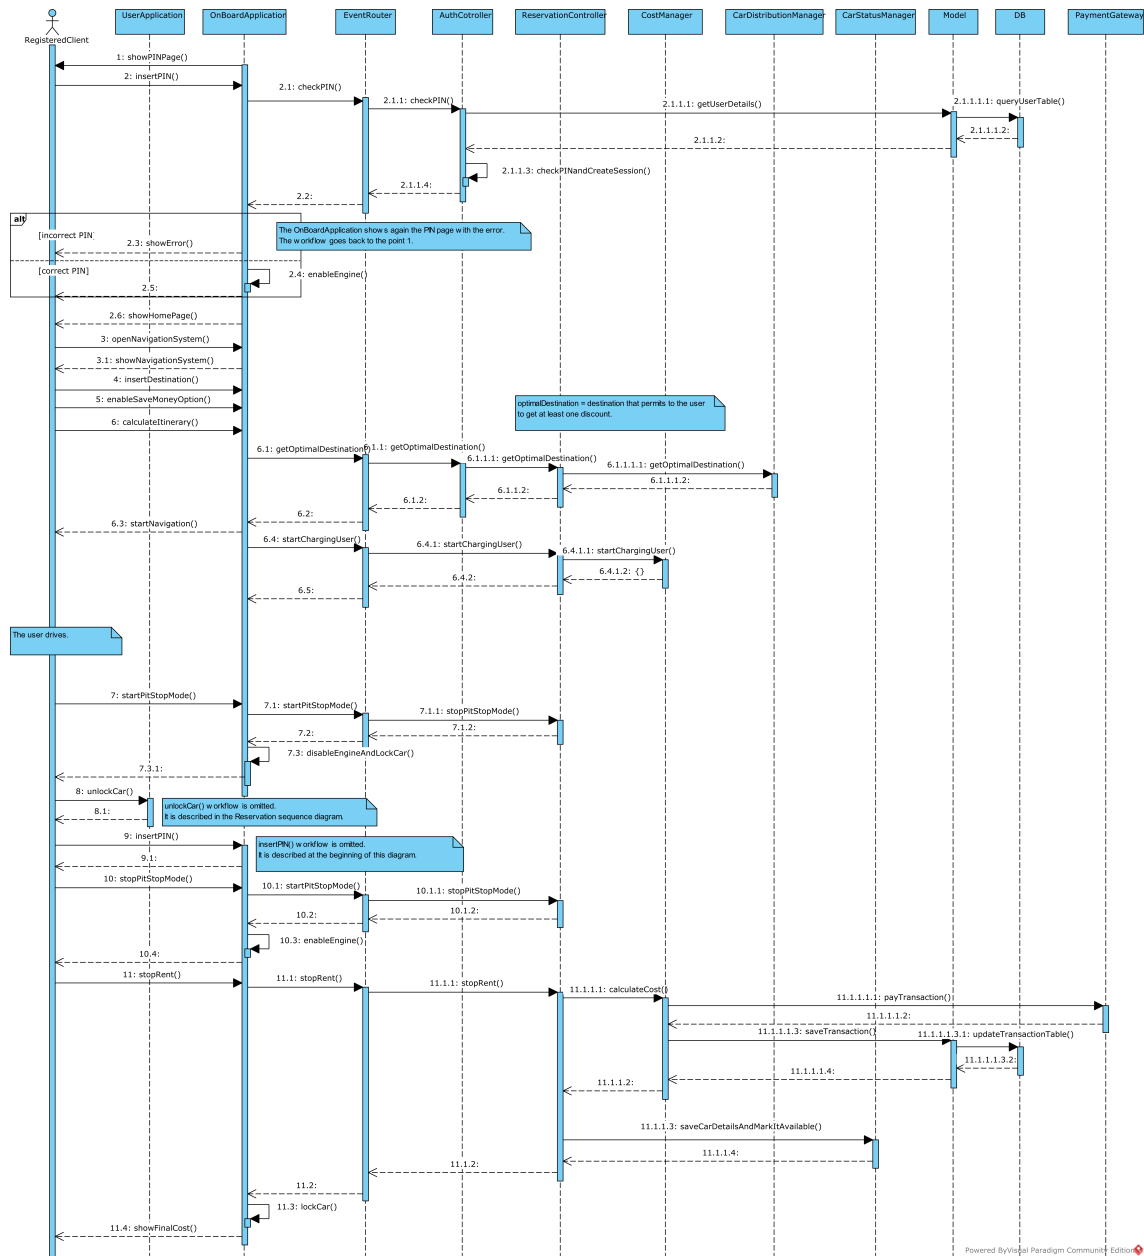 RegisteredClient
UserApplication
OnBoardApplication
EventRouter
AuthCotroller
ReservationController
CostManager
CarDistributionManager
CarStatusManager
Model
DB
PaymentGateway
1: showPINPage()
2: insertPIN()
2.1: checkPIN()
2.1.1: checkPIN()
2.1.1.1: getUserDetails()
2.1.1.1.1: queryUserTable()
2.1.1.1.2:
2.1.1.2:
2.1.1.3: checkPINandCreateSession()
2.1.1.4:
2.2:
alt
[incorrect PIN]
The OnBoardApplication shows again the PIN page with the error.
The workflow goes back to the point 1.
2.3: showError()
[correct PIN]
2.4: enableEngine()
2.5:
2.6: showHomePage()
3: openNavigationSystem()
3.1: showNavigationSystem()
4: insertDestination()
5: enableSaveMoneyOption()
optimalDestination = destination that permits to the user
to get at least one discount.
6: calculateItinerary()
6.1: getOptimalDestination()
6.1.1: getOptimalDestination()
6.1.1.1: getOptimalDestination()
6.1.1.1.1: getOptimalDestination()
6.1.1.1.2:
6.1.1.2:
6.1.2:
6.2:
6.3: startNavigation()
6.4: startChargingUser()
6.4.1: startChargingUser()
6.4.1.1: startChargingUser()
6.4.1.2: {}
6.4.2:
6.5:
The user drives.
7: startPitStopMode()
7.1: startPitStopMode()
7.1.1: stopPitStopMode()
7.1.2:
7.2:
7.3: disableEngineAndLockCar()
7.3.1:
8: unlockCar()
unlockCar() workflow is omitted.
It is described in the Reservation sequence diagram.
8.1:
9: insertPIN()
insertPIN() workflow is omitted.
It is described at the beginning of this diagram.
9.1:
10: stopPitStopMode()
10.1: startPitStopMode()
10.1.1: stopPitStopMode()
10.1.2:
10.2:
10.3: enableEngine()
10.4:
11: stopRent()
11.1: stopRent()
11.1.1: stopRent()
11.1.1.1: calculateCost()
11.1.1.1.1: payTransaction()
11.1.1.1.2:
11.1.1.1.3: saveTransaction()
11.1.1.1.3.1: updateTransactionTable()
11.1.1.1.3.2:
11.1.1.1.4:
11.1.1.2:
11.1.1.3: saveCarDetailsAndMarkItAvailable()
11.1.1.4:
11.1.2:
11.2:
11.3: lockCar()
11.4: showFinalCost()
Powered ByVisual Paradigm Community Edition